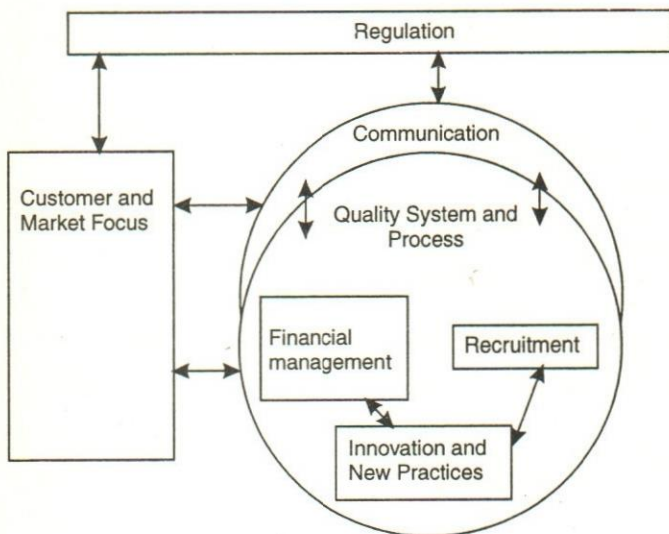 Regulation
Communication
Customer and
Market Focus
Quality System and
Process
Financial
management
Recruitment
Innovation and
New Practices